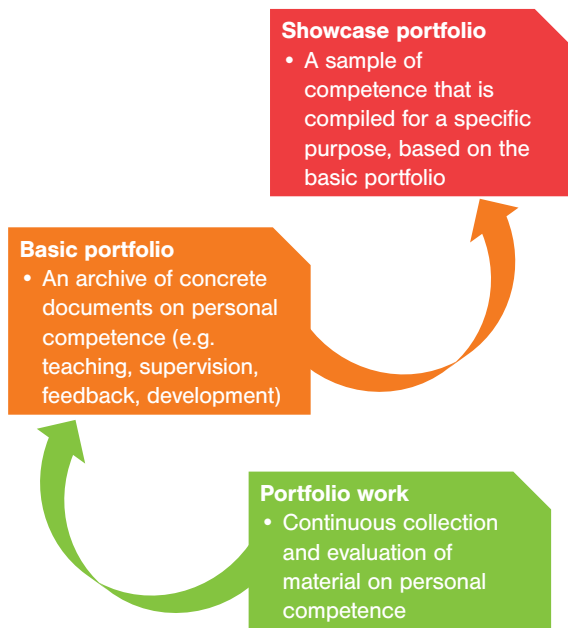 Showcase portfolio
• A sample of
competence that is
compiled for a specific
purpose, based on the
basic portfolio
Basic portfolio
• An archive of concrete
documents on personal
competence (e.g.
teaching, supervision,
feedback, development)
Portfolio work
• Continuous collection
and evaluation of
material on personal
competence